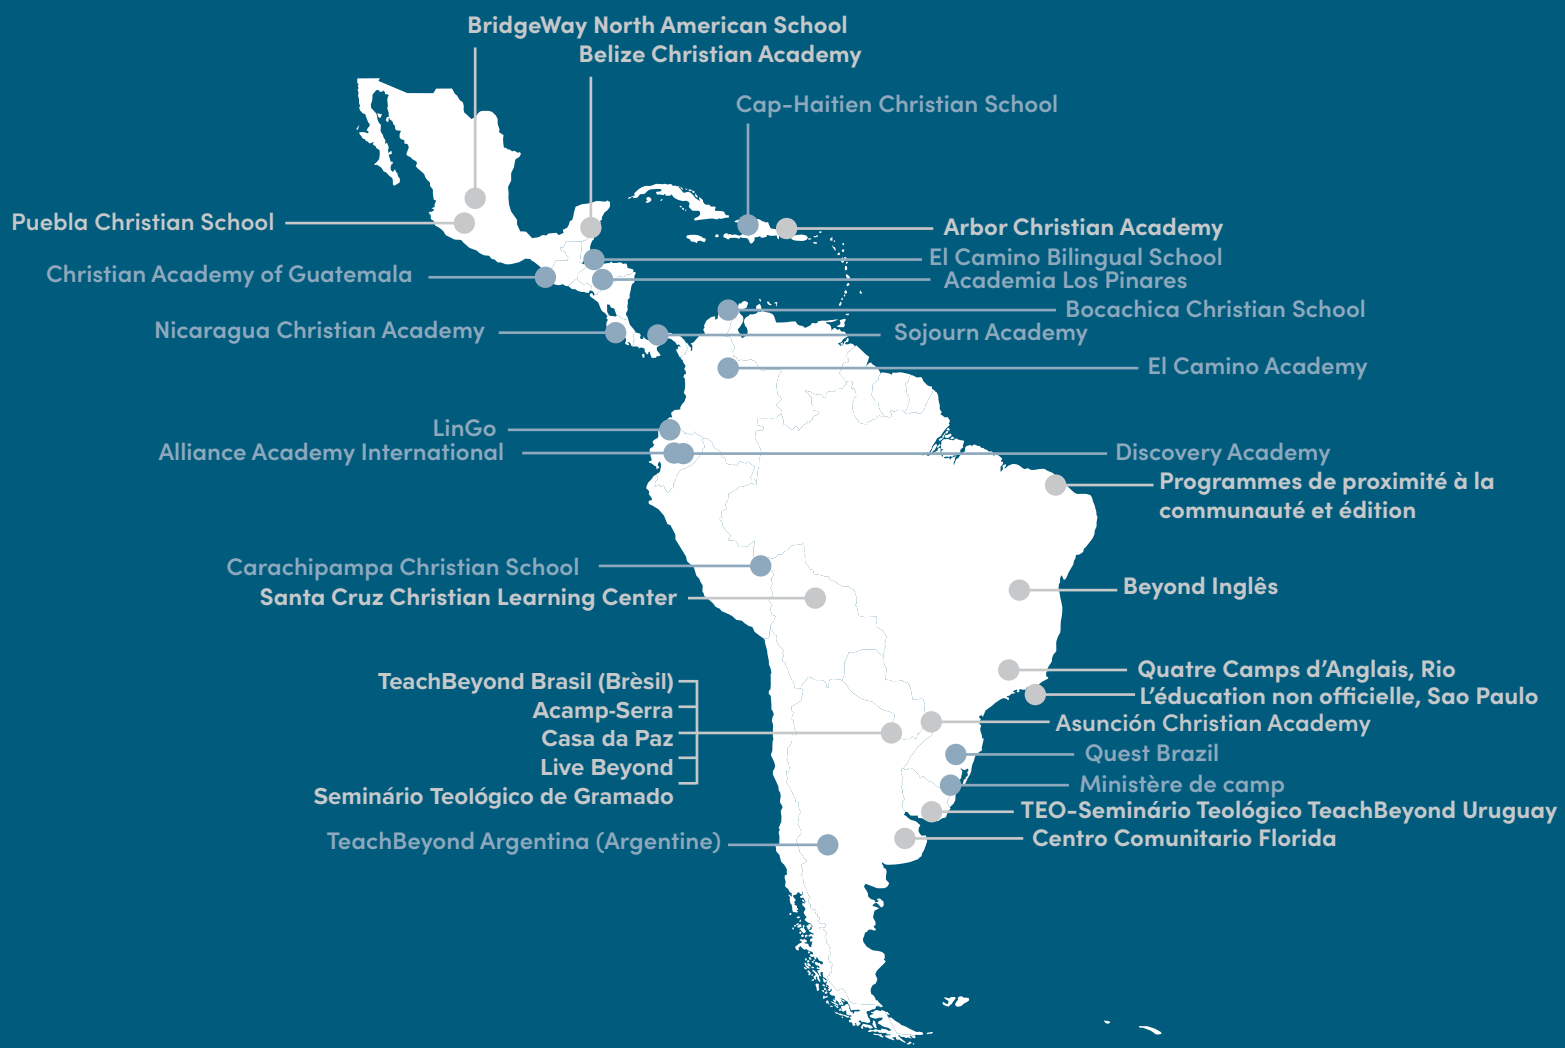 BridgeWay North American School
Belize Christian Academy
Cap-Haitien Christian School
Puebla Christian School
Arbor Christian Academy
El Camino Bilingual School
Christian Academy of Guatemala
Academia Los Pinares
Bocachica Christian School
Nicaragua Christian Academy
Sojourn Academy
El Camino Academy
LinGo
Alliance Academy International
Discovery Academy
Programmes de proximité à la
communauté et édition
Carachipampa Christian School
Beyond Inglês
Santa Cruz Christian Learning Center
Quatre Camps d'Anglais, Rio
TeachBeyond Brasil (Brèsil)
L'éducation non officielle, Sao Paulo
Acamp-Serra
Asunción Christian Academy
Casa da Paz
Quest Brazil
Live Beyond
Ministère de camp
Seminário Teológico de Gramado
TEO-Seminário Teológico TeachBeyond Uruguay
Centro Comunitario Florida
TeachBeyond Argentina (Argentine)